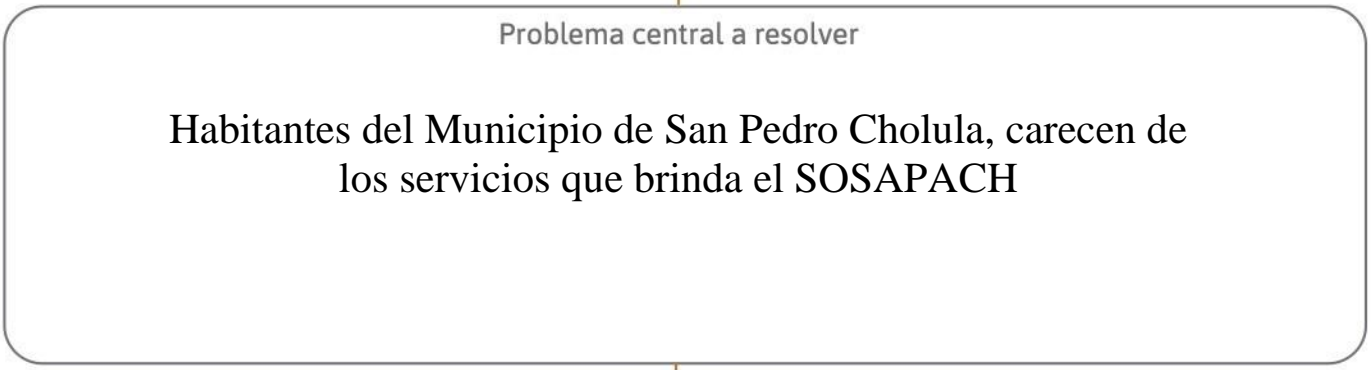 Problema central a resolver
Habitantes del Municipio de San Pedro Cholula, carecen de
los servicios que brinda el SOSAPACH